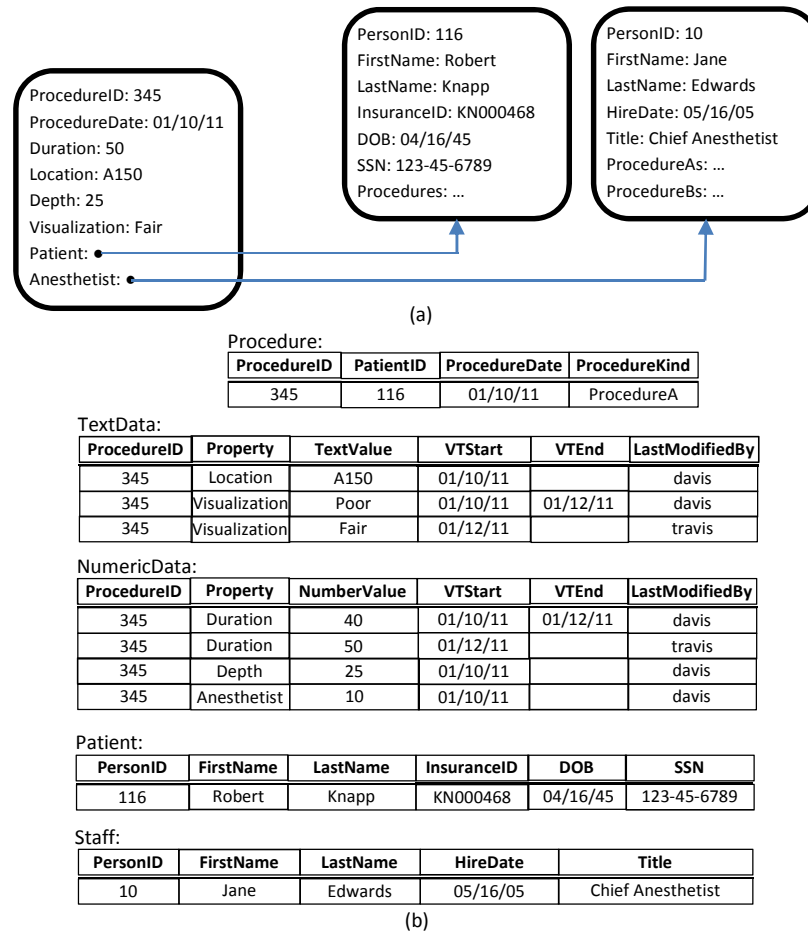 ProcedureID: 345
ProcedureDate: 01/10/11
Duration: 50
Location: A150
Depth: 25
Visualization: Fair
Patient:
Anesthetist:
PersonID: 116
FirstName: Robert
LastName: Knapp
InsuranceID: KN000468
DOB: 04/16/45
SSN: 123-45-6789
Procedures: ...
PersonID: 10
FirstName: Jane
LastName: Edwards
HireDate: 05/16/05
Title: Chief Anesthetist
ProcedureAs: ...
ProcedureBs: ...
(a)
Procedure:
ProcedureID PatientID ProcedureDate ProcedureKind
345 116 01/10/11 ProcedureA
TextData:
ProcedureID Property TextValue VTStart VTEnd LastModifiedBy
345 Location A150 01/10/11 davis
345 Visualization Poor 01/10/11 01/12/11 davis
345 Visualization Fair 01/12/11 travis
NumericData:
ProcedureID Property NumberValue VTStart VTEnd LastModifiedBy
345 Duration 40 01/10/11 01/12/11 davis
345 Duration 50 01/12/11 travis
345 Depth 25 01/10/11 davis
345 Anesthetist 10 01/10/11 davis
Patient:
PersonID FirstName LastName InsuranceID DOB SSN
116 Robert Knapp KN000468 04/16/45 123-45-6789
Staff:
PersonID FirstName LastName HireDate Title
10 Jane Edwards 05/16/05 Chief Anesthetist
(b)